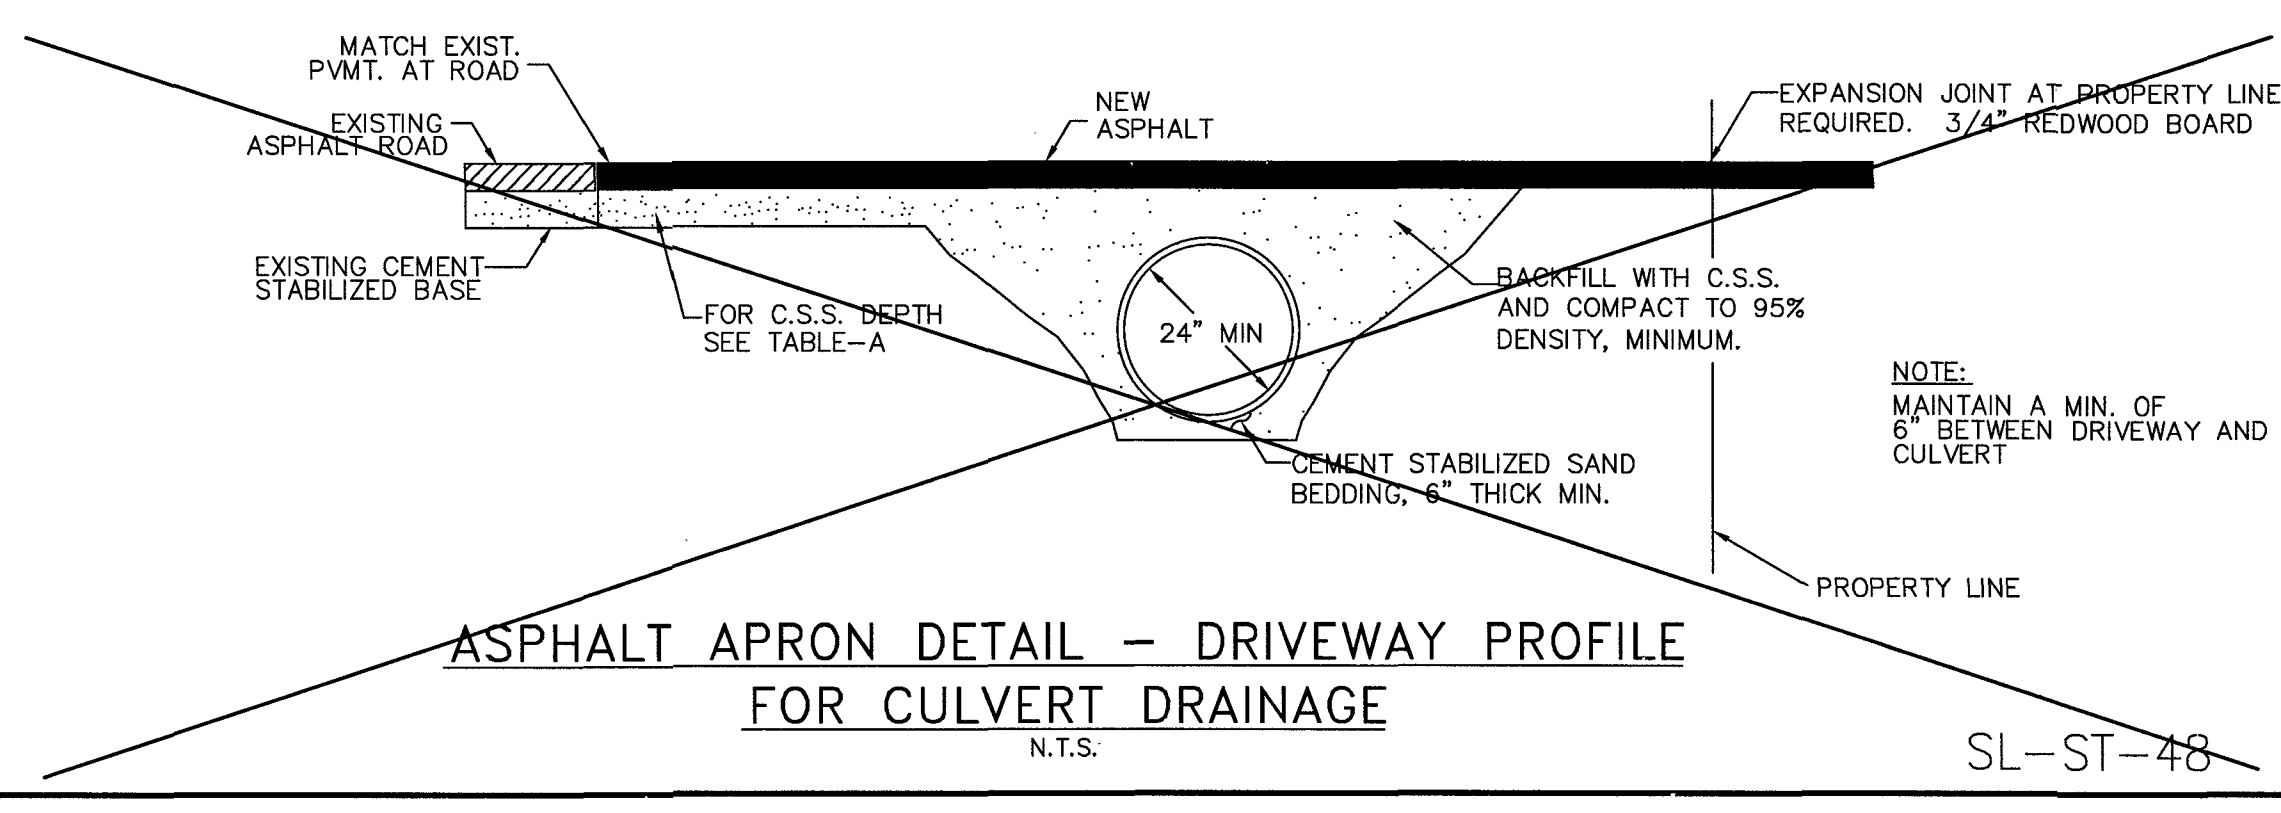 MATCH EXIST.
PVMT. AT ROAD
EXISTING
ASPHALT ROAD
NEW
ASPHALT
EXPANSION JOINT AT PROPERTY LINE
REQUIRED. 3/4" REDWOOD BOARD
EXISTING CEMENT
STABILIZED BASE
FOR C.S.S. DEPTH
SEE TABLE-A
24" MIN
BACKFILL WITH C.S.S.
AND COMPACT TO 95%
DENSITY, MINIMUM.
NOTE:
MAINTAIN A MIN. OF
6" BETWEEN DRIVEWAY AND
CULVERT
CEMENT STABILIZED SAND
BEDDING, 6" THICK MIN.
PROPERTY LINE
ASPHALT APRON DETAIL - DRIVEWAY PROFILE
FOR CULVERT DRAINAGE
N.T.S.
SL-ST-48